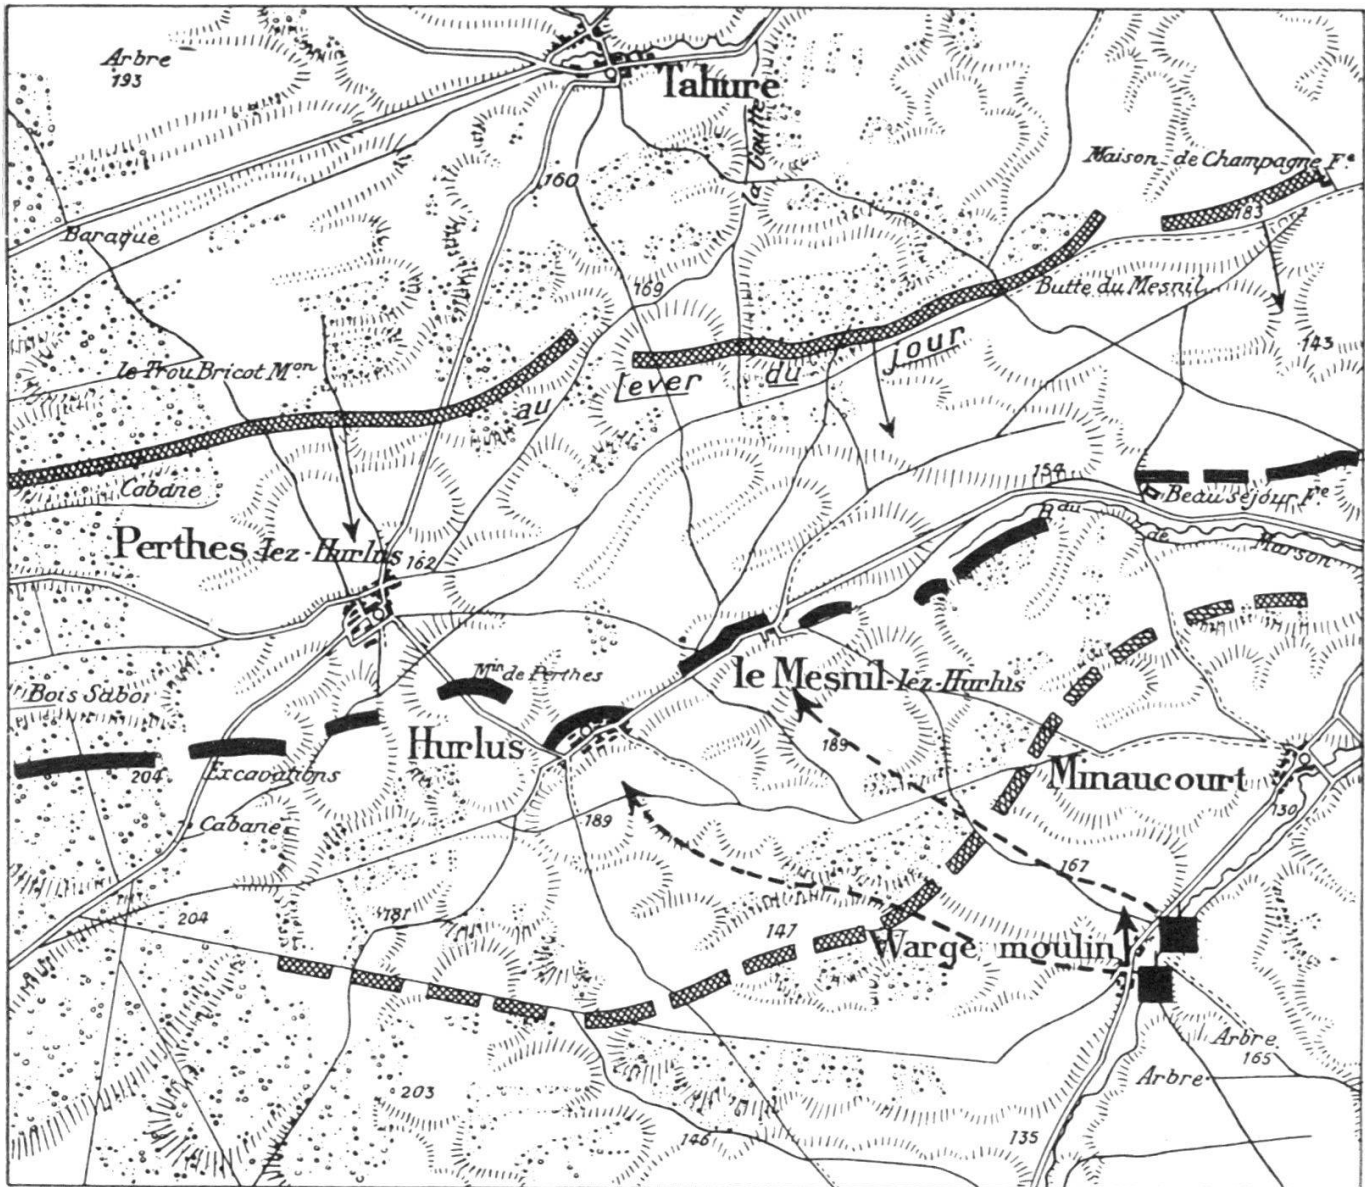 Arbre
193
Tahure
la Goutte
Maison de Champagne Fe
160
183
Baraque
169
Butte du Mesnil
143
le Trou Bricot Mon
au lever du jour
Cabane
154
Beauséjour Fe
Rau de Marson
Perthes-lez-Hurlus
162
Min de Perthes
le Mesnil-lez-Hurlus
Bois Sabot
Hurlus
189
204
Excavations
Minaucourt
130
Cabane
189
167
204
181
147
Wargemoulin
Arbre
165
Arbre
203
146
135